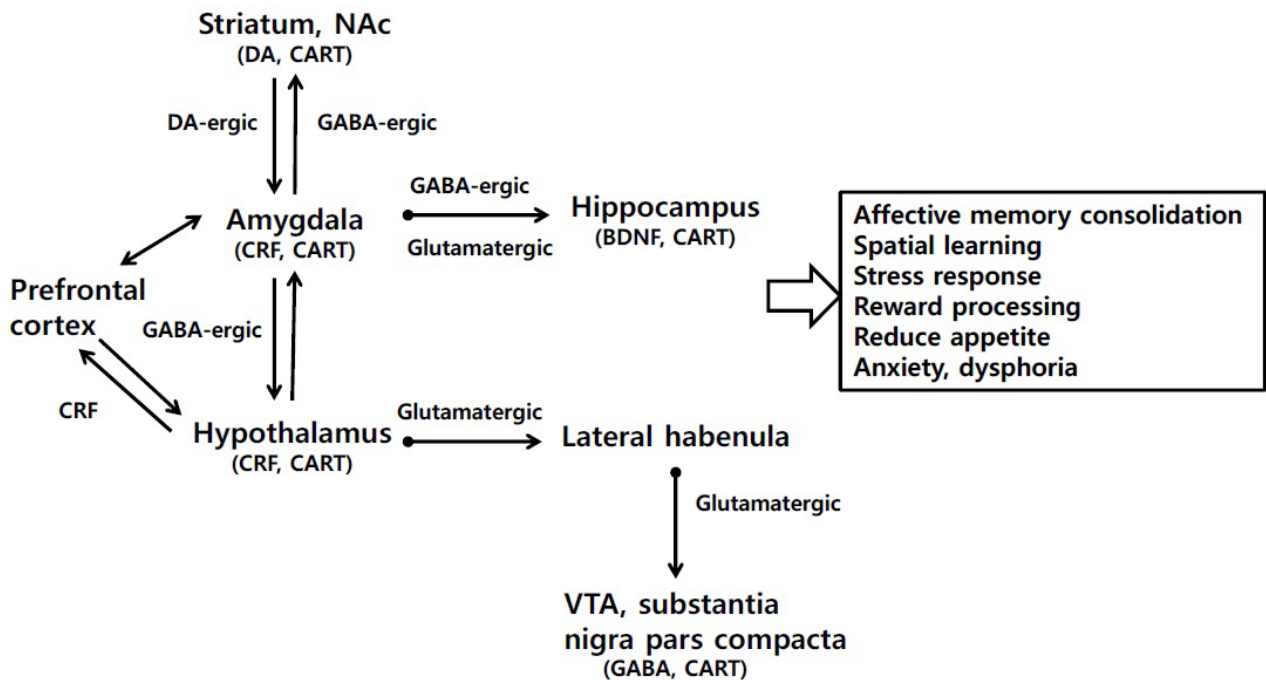 Striatum, NAc
(DA, CART)
DA-ergic
GABA-ergic
GABA-ergic
Amygdala
(CRF, CART)
Glutamatergic
Hippocampus
(BDNF, CART)
Affective memory consolidation
Spatial learning
Stress response
Reward processing
Reduce appetite
Anxiety, dysphoria
Prefrontal
cortex
GABA-ergic
CRF
Hypothalamus
(CRF, CART)
Glutamatergic
Lateral habenula
Glutamatergic
VTA, substantia
nigra pars compacta
(GABA, CART)